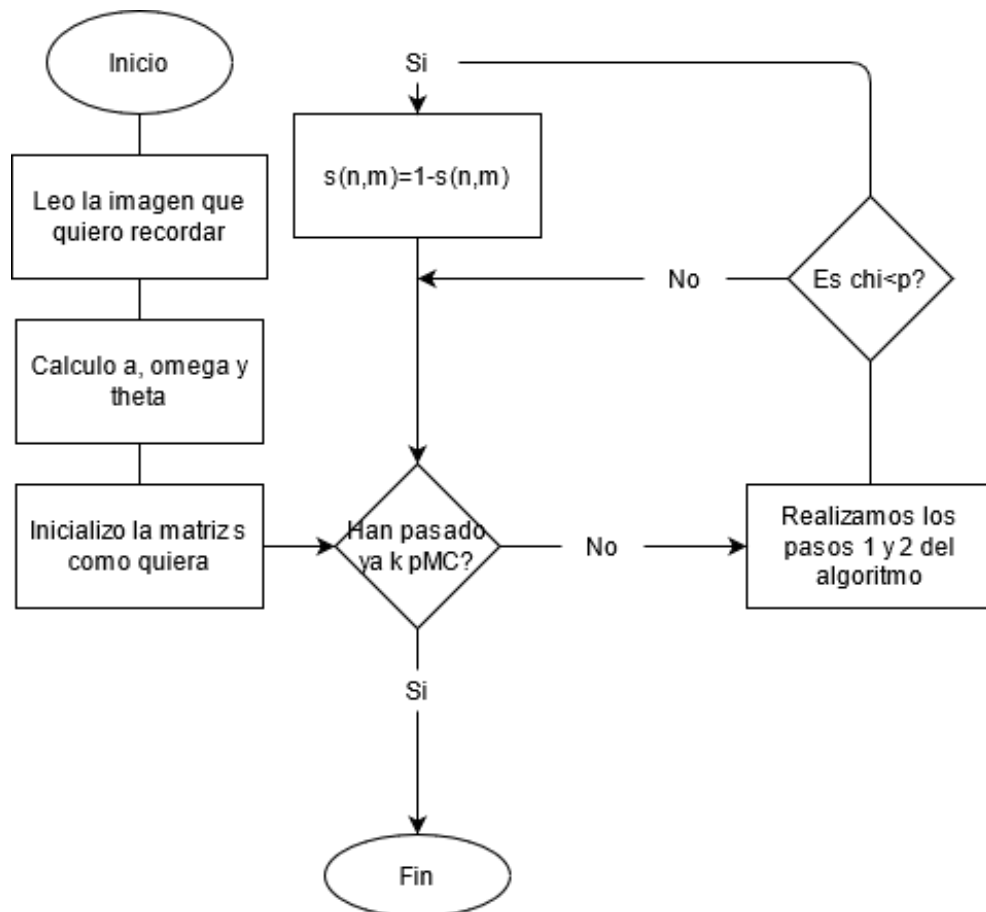 Inicio
Leo la imagen que
quiero recordar
Calculo a, omega y
theta
Inicializo la matriz s
como quiera
Han pasado
ya k pMC?
Si
Fin
No
Realizamos los
pasos 1 y 2 del
algoritmo
Es chi<p?
No
Si
s(n,m)=1-s(n,m)